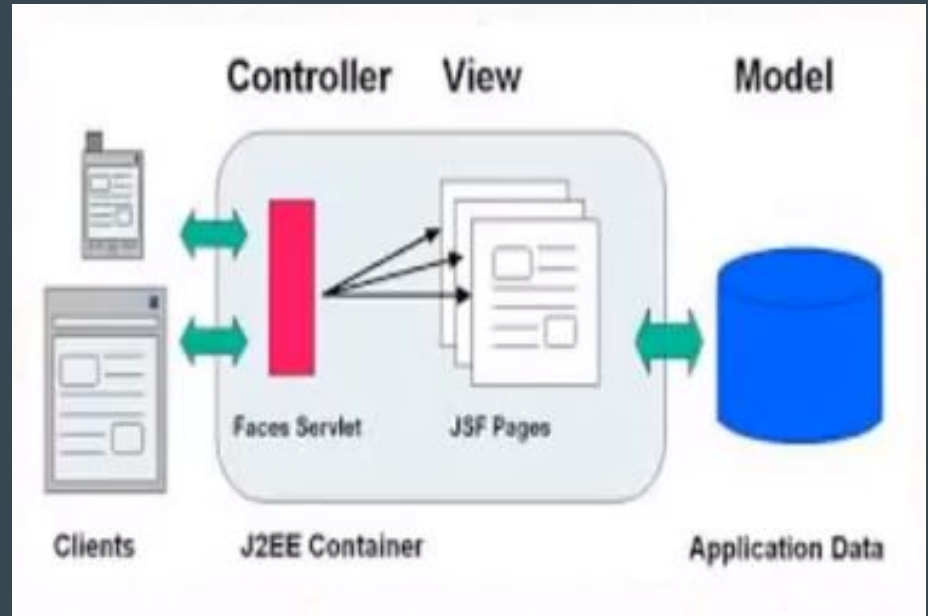 Controller View Model
Faces Servlet JSF Pages
Clients J2EE Container Application Data